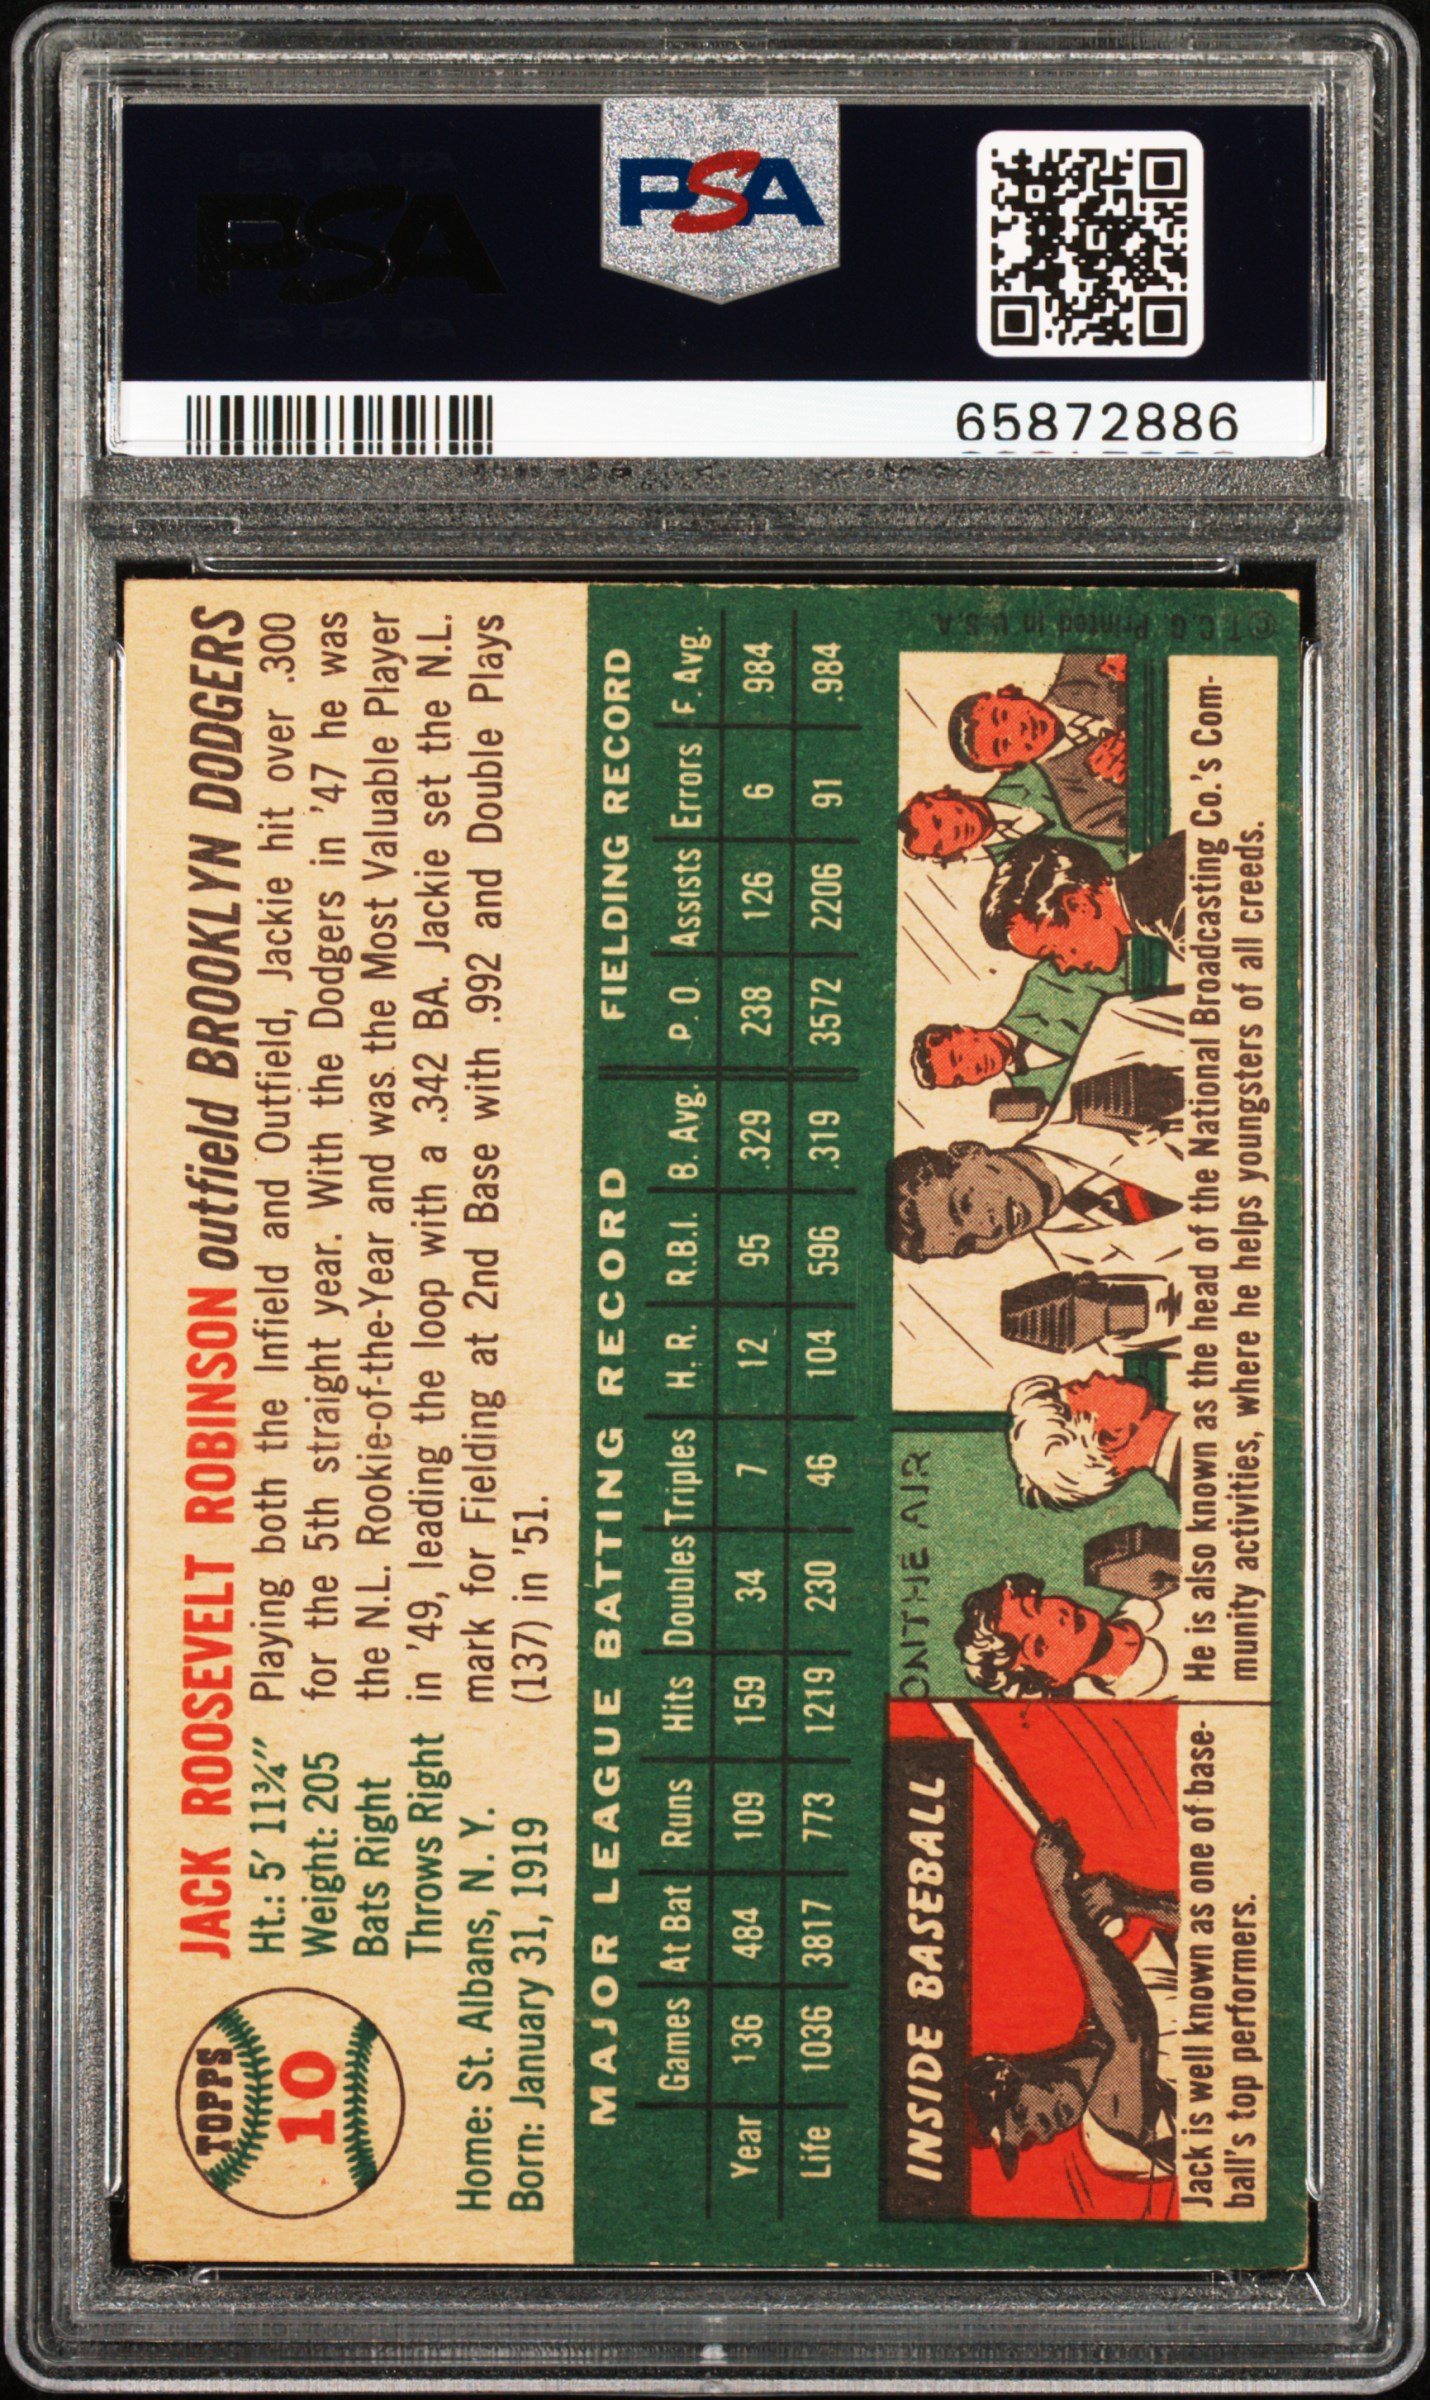 PSA PSA PSA
PSA
PSA PSA PSA
PSA
65872886
TOPPS
10
JACK ROOSEVELT ROBINSON outfield BROOKLYN DODGERS
Ht.: 5' 11¾"
Weight: 205
Bats Right
Throws Right
Home: St. Albans, N. Y.
Born: January 31, 1919
Playing both the Infield and Outfield, Jackie hit over .300
for the 5th straight year. With the Dodgers in '47 he was
the N.L. Rookie-of-the-Year and was the Most Valuable Player
in '49, leading the loop with a .342 BA. Jackie set the N.L.
mark for Fielding at 2nd Base with .992 and Double Plays
(137) in '51.
MAJOR LEAGUE BATTING RECORD FIELDING RECORD
Games At Bat Runs Hits Doubles Triples H. R. R.B.I. B. Avg. P. O. Assists Errors F. Avg.
Year 136 484 109 159 34 7 12 95 .329 238 126 6 .984
Life 1036 3817 773 1219 230 46 104 596 .319 3572 2206 91 .984
INSIDE BASEBALL
Jack is well known as one of base-
ball's top performers.
ON THE AIR
He is also known as the head of the National Broadcasting Co.'s Com-
munity activities, where he helps youngsters of all creeds.
© T. C. G. Printed in U. S. A.